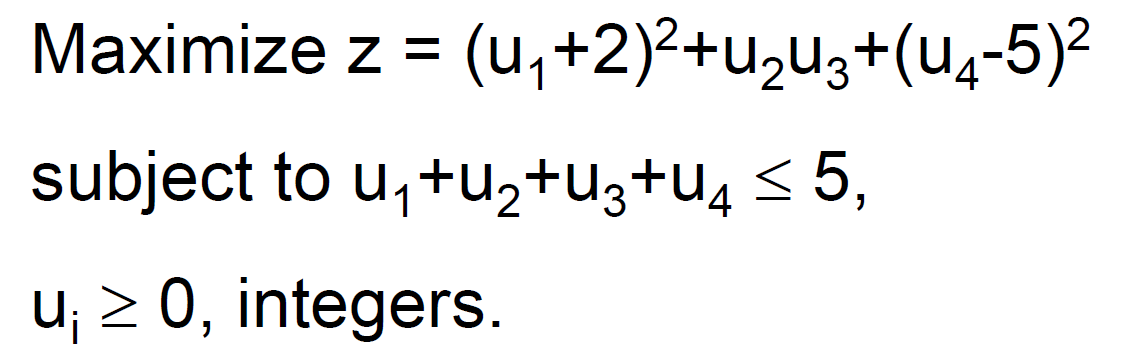 Maximize z = (u₁+2)²+u₂u₃+(u₄-5)²
subject to u₁+u₂+u₃+u₄ ≤ 5,
uᵢ ≥ 0, integers.